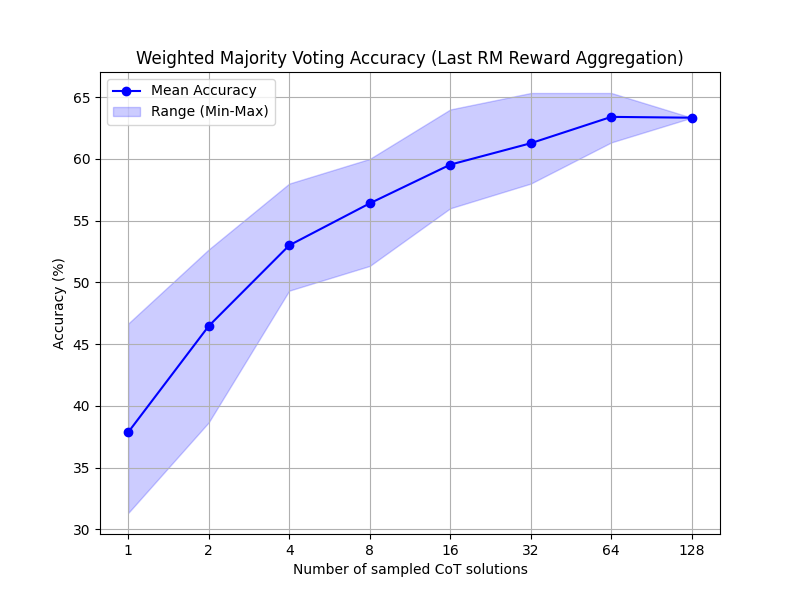 Weighted Majority Voting Accuracy (Last RM Reward Aggregation)
Mean Accuracy
Range (Min-Max)
Accuracy (%)
65
60
55
50
45
40
35
30
1 2 4 8 16 32 64 128
Number of sampled CoT solutions